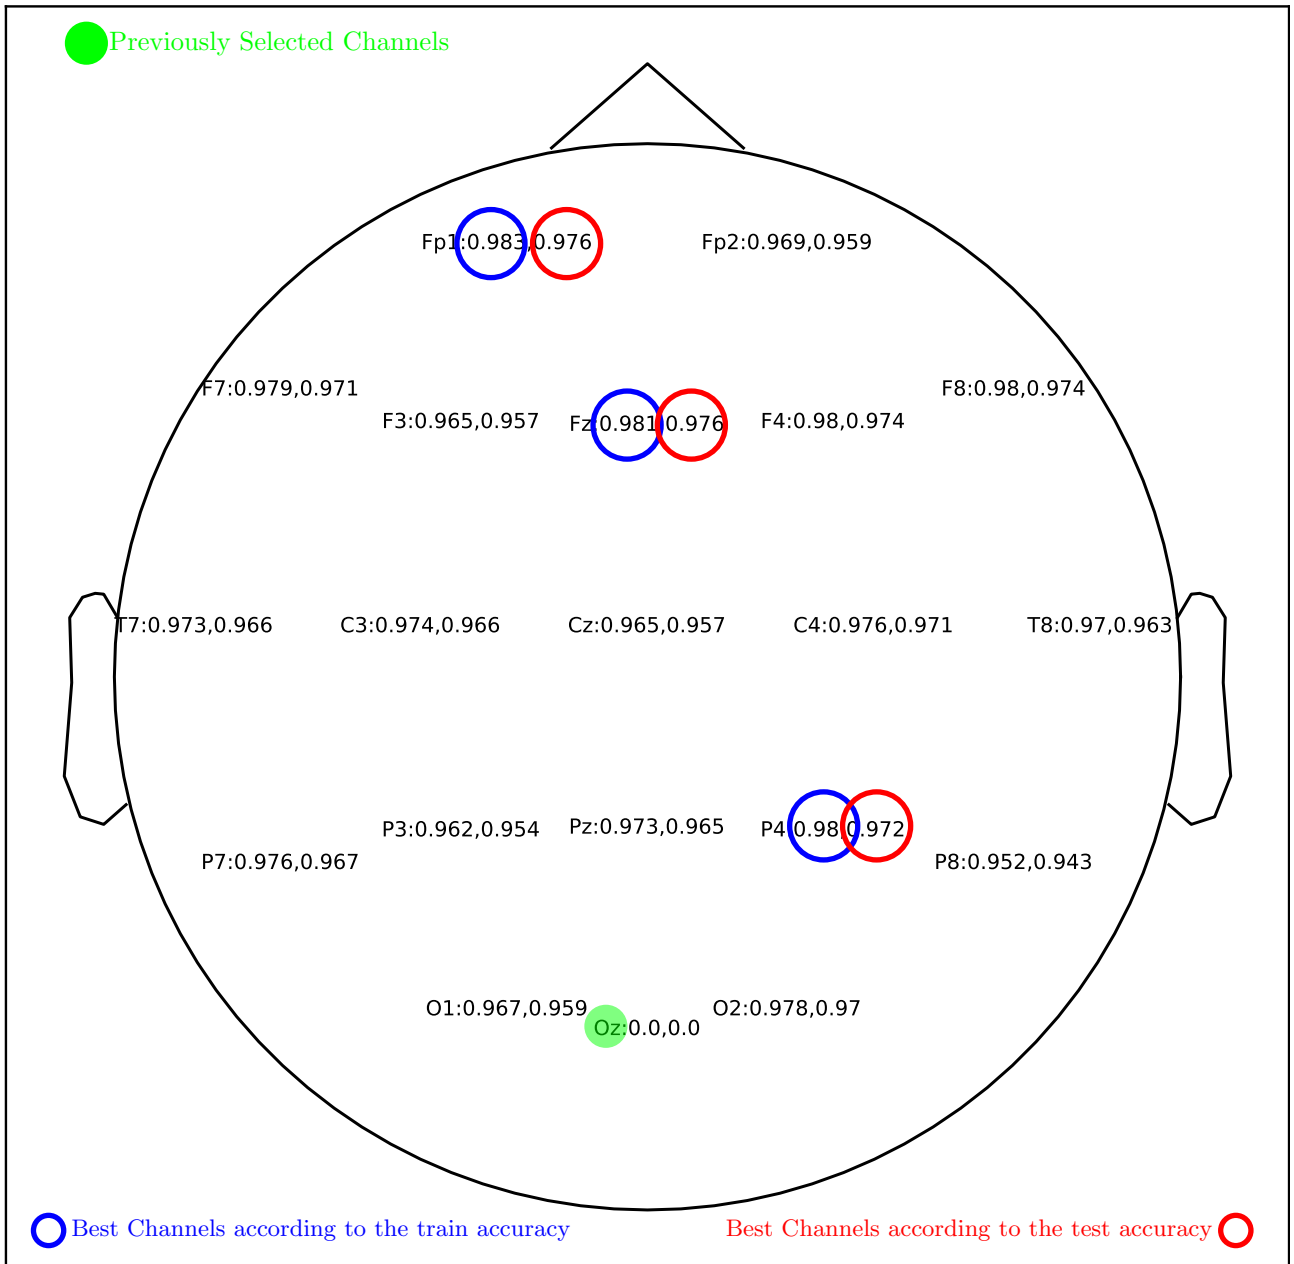 Previously Selected Channels
Fp1:0.983,0.976
Fp2:0.969,0.959
F7:0.979,0.971
F8:0.98,0.974
F3:0.965,0.957
Fz:0.981,0.976
F4:0.98,0.974
T7:0.973,0.966
C3:0.974,0.966
Cz:0.965,0.957
C4:0.976,0.971
T8:0.97,0.963
P3:0.962,0.954
Pz:0.973,0.965
P4:0.98,0.972
P7:0.976,0.967
P8:0.952,0.943
O1:0.967,0.959
O2:0.978,0.97
Oz:0.0,0.0
Best Channels according to the train accuracy
Best Channels according to the test accuracy